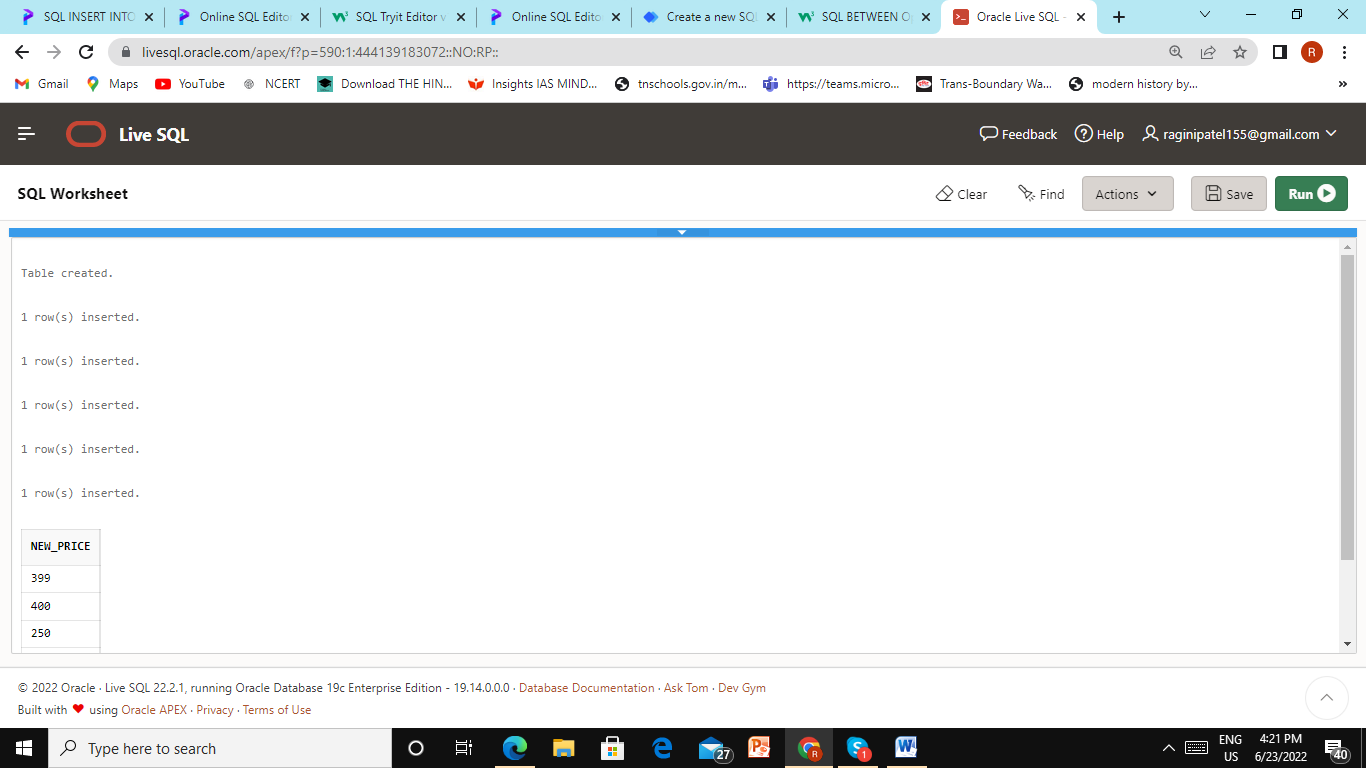 SQL INSERT INTO
Online SQL Edito
SQL Tryit Editor v
Online SQL Edito
Create a new SQ
SQL BETWEEN O
Oracle Live SQL -
livesql.oracle.com/apex/f?p=590:1:444139183072::NO:RP::
R
Gmail Maps YouTube NCERT Download THE HIN... Insights IAS MIND... tnschools.gov.in/m... https://teams.micro... Trans-Boundary Wa... modern history by... »
Live SQL Feedback Help raginipatel155@gmail.com
SQL Worksheet Clear Find Actions Save Run
Table created.
1 row(s) inserted.
1 row(s) inserted.
1 row(s) inserted.
1 row(s) inserted.
1 row(s) inserted.
NEW_PRICE
399
400
250
© 2022 Oracle · Live SQL 22.2.1, running Oracle Database 19c Enterprise Edition - 19.14.0.0.0 · Database Documentation · Ask Tom · Dev Gym
Built with ❤ using Oracle APEX · Privacy · Terms of Use
Type here to search
27
R
1
ENG
US
4:21 PM
6/23/2022
40